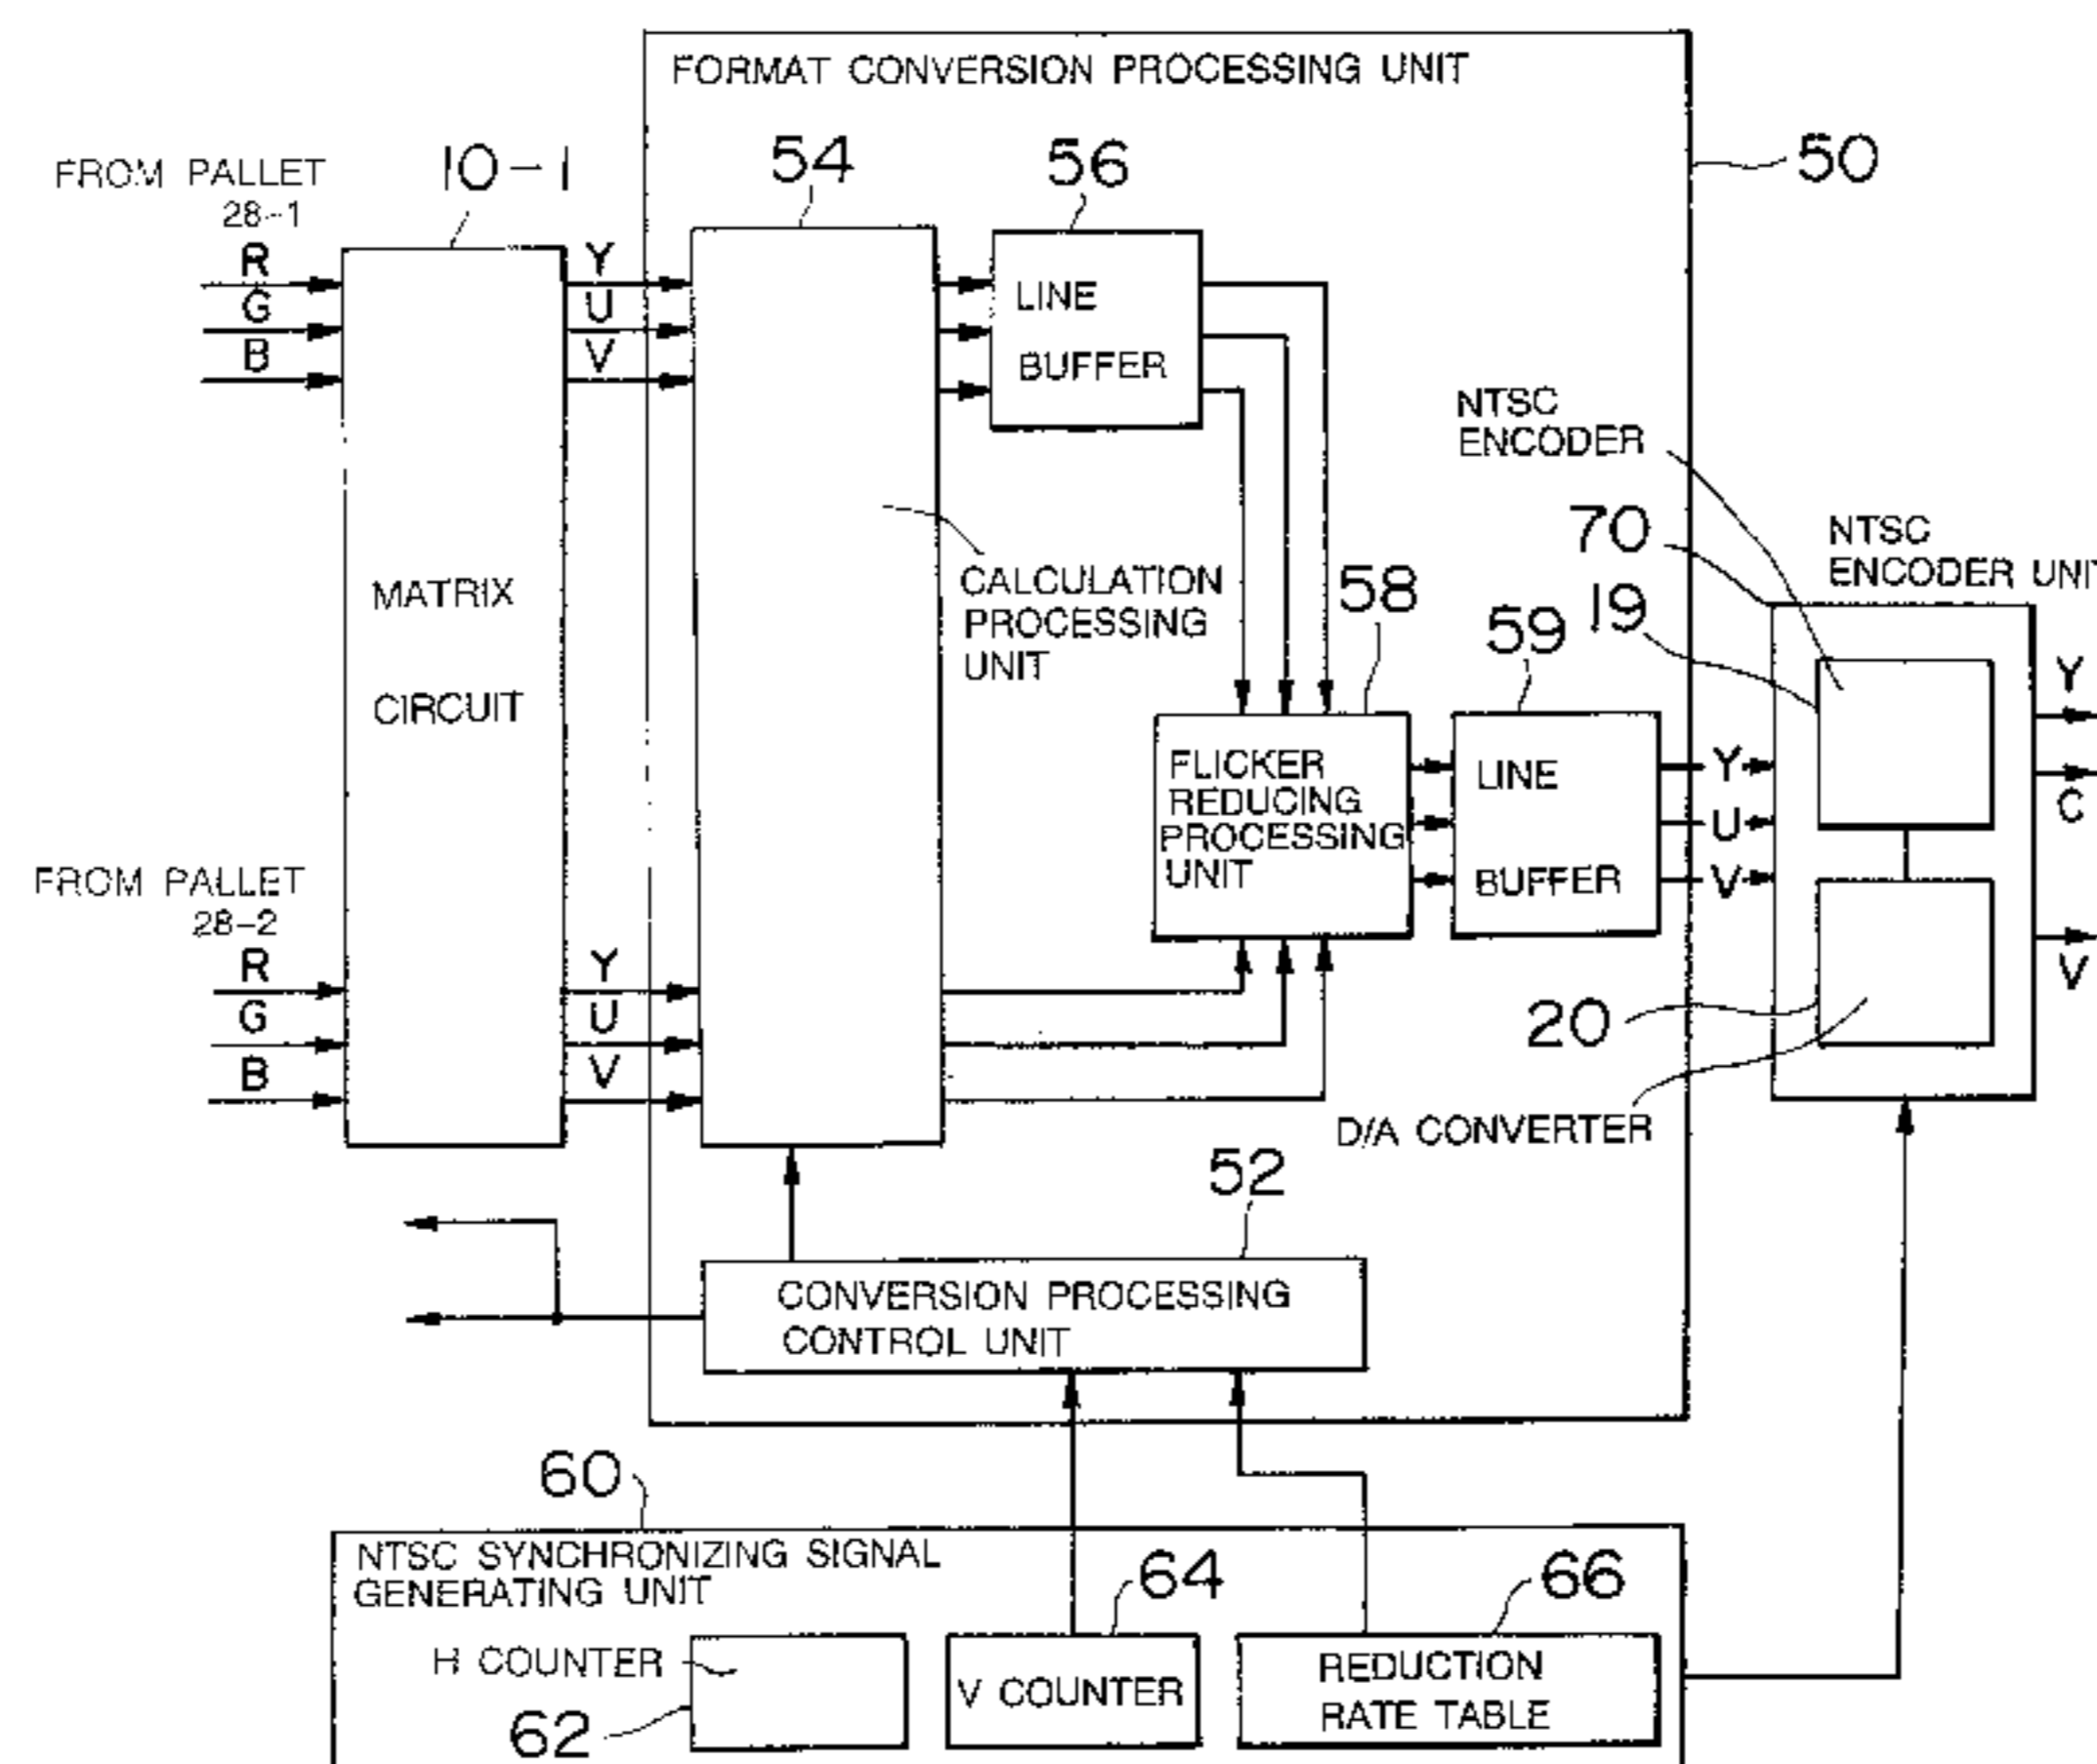 FORMAT CONVERSION PROCESSING UNIT
50
FROM PALLET
28-1
10-1
54
56
R
G
B
Y
U
V
LINE
BUFFER
NTSC
ENCODER
70
NTSC
ENCODER UNIT
19
MATRIX
CIRCUIT
CALCULATION
PROCESSING
UNIT
58
59
FLICKER
REDUCING
PROCESSING
UNIT
LINE
BUFFER
Y
U
V
Y
C
V
FROM PALLET
28-2
R
G
B
Y
U
V
20
D/A CONVERTER
52
CONVERSION PROCESSING
CONTROL UNIT
60
NTSC SYNCHRONIZING SIGNAL
GENERATING UNIT
H COUNTER
62
64
V COUNTER
66
REDUCTION
RATE TABLE